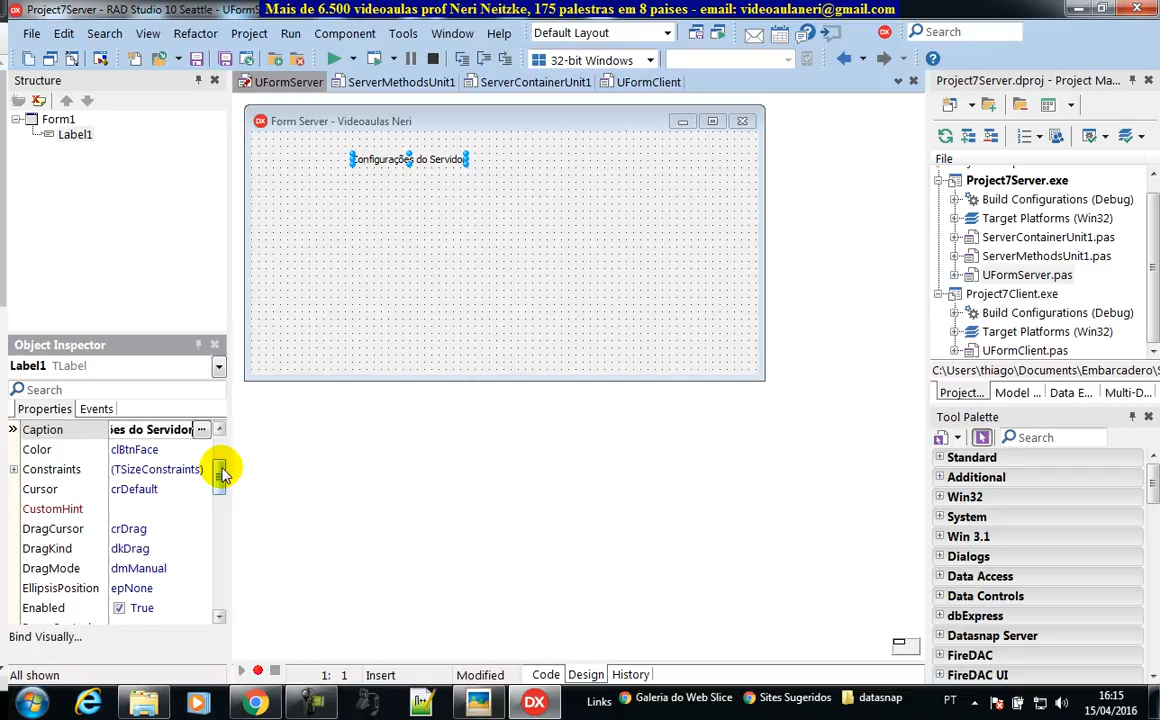 Project7Server - RAD Studio 10 Seattle - UFormS
Mais de 6.500 videoaulas prof Neri Neitzke, 175 palestras em 8 paises - email: videoaulaneri@gmail.com
File Edit Search View Refactor Project Run Component Tools Window Help
Default Layout
Search
32-bit Windows
Structure
Form1
Label1
UFormServer ServerMethodsUnit1 ServerContainerUnit1 UFormClient
Form Server - Videoaulas Neri
Configurações do Servidor
Project7Server.dproj - Project Ma...
File
Project7Server.exe
Build Configurations (Debug)
Target Platforms (Win32)
ServerContainerUnit1.pas
ServerMethodsUnit1.pas
UFormServer.pas
Project7Client.exe
Build Configurations (Debug)
Target Platforms (Win32)
UFormClient.pas
C:\Users\thiago\Documents\Embarcadero\S
Project... Model ... Data E... Multi-D...
Object Inspector
Label1 TLabel
Search
Properties Events
Caption ões do Servidor ...
Color clBtnFace
Constraints (TSizeConstraints)
Cursor crDefault
CustomHint
DragCursor crDrag
DragKind dkDrag
DragMode dmManual
EllipsisPosition epNone
Enabled True
Bind Visually...
All shown
Tool Palette
Search
Standard
Additional
Win32
System
Win 3.1
Dialogs
Data Access
Data Controls
dbExpress
Datasnap Server
FireDAC
FireDAC UI
1: 1 Insert Modified Code Design History
Links Galeria do Web Slice Sites Sugeridos datasnap PT
16:15
15/04/2016